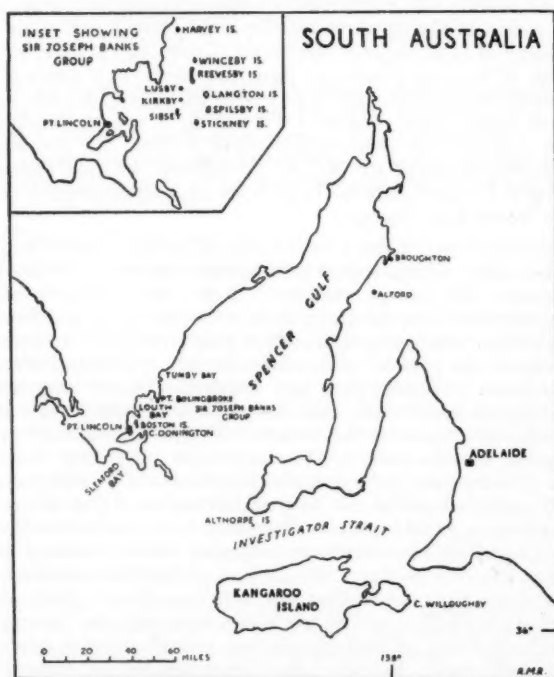 INSET SHOWING
SIR JOSEPH BANKS
GROUP
HARVEY IS.
WINCEBY IS.
REEVESBY IS.
LUSBY
KIRKBY
LANGTON IS.
SIBSEY
SPILSBY IS.
STICKNEY IS.
PT. LINCOLN
SOUTH AUSTRALIA
BROUGHTON
ALFORD
SPENCER GULF
TUMBY BAY
PT. BOLINGBROKE
LOUTH
BAY
SIR JOSEPH BANKS
GROUP
PT. LINCOLN
BOSTON IS.
C. DONINGTON
SLEAFORD
BAY
ADELAIDE
ALTHORPE IS
INVESTIGATOR STRAIT
KANGAROO
ISLAND
C. WILLOUGHBY
36°
0 20 40 60
MILES
138°
R.M.R.